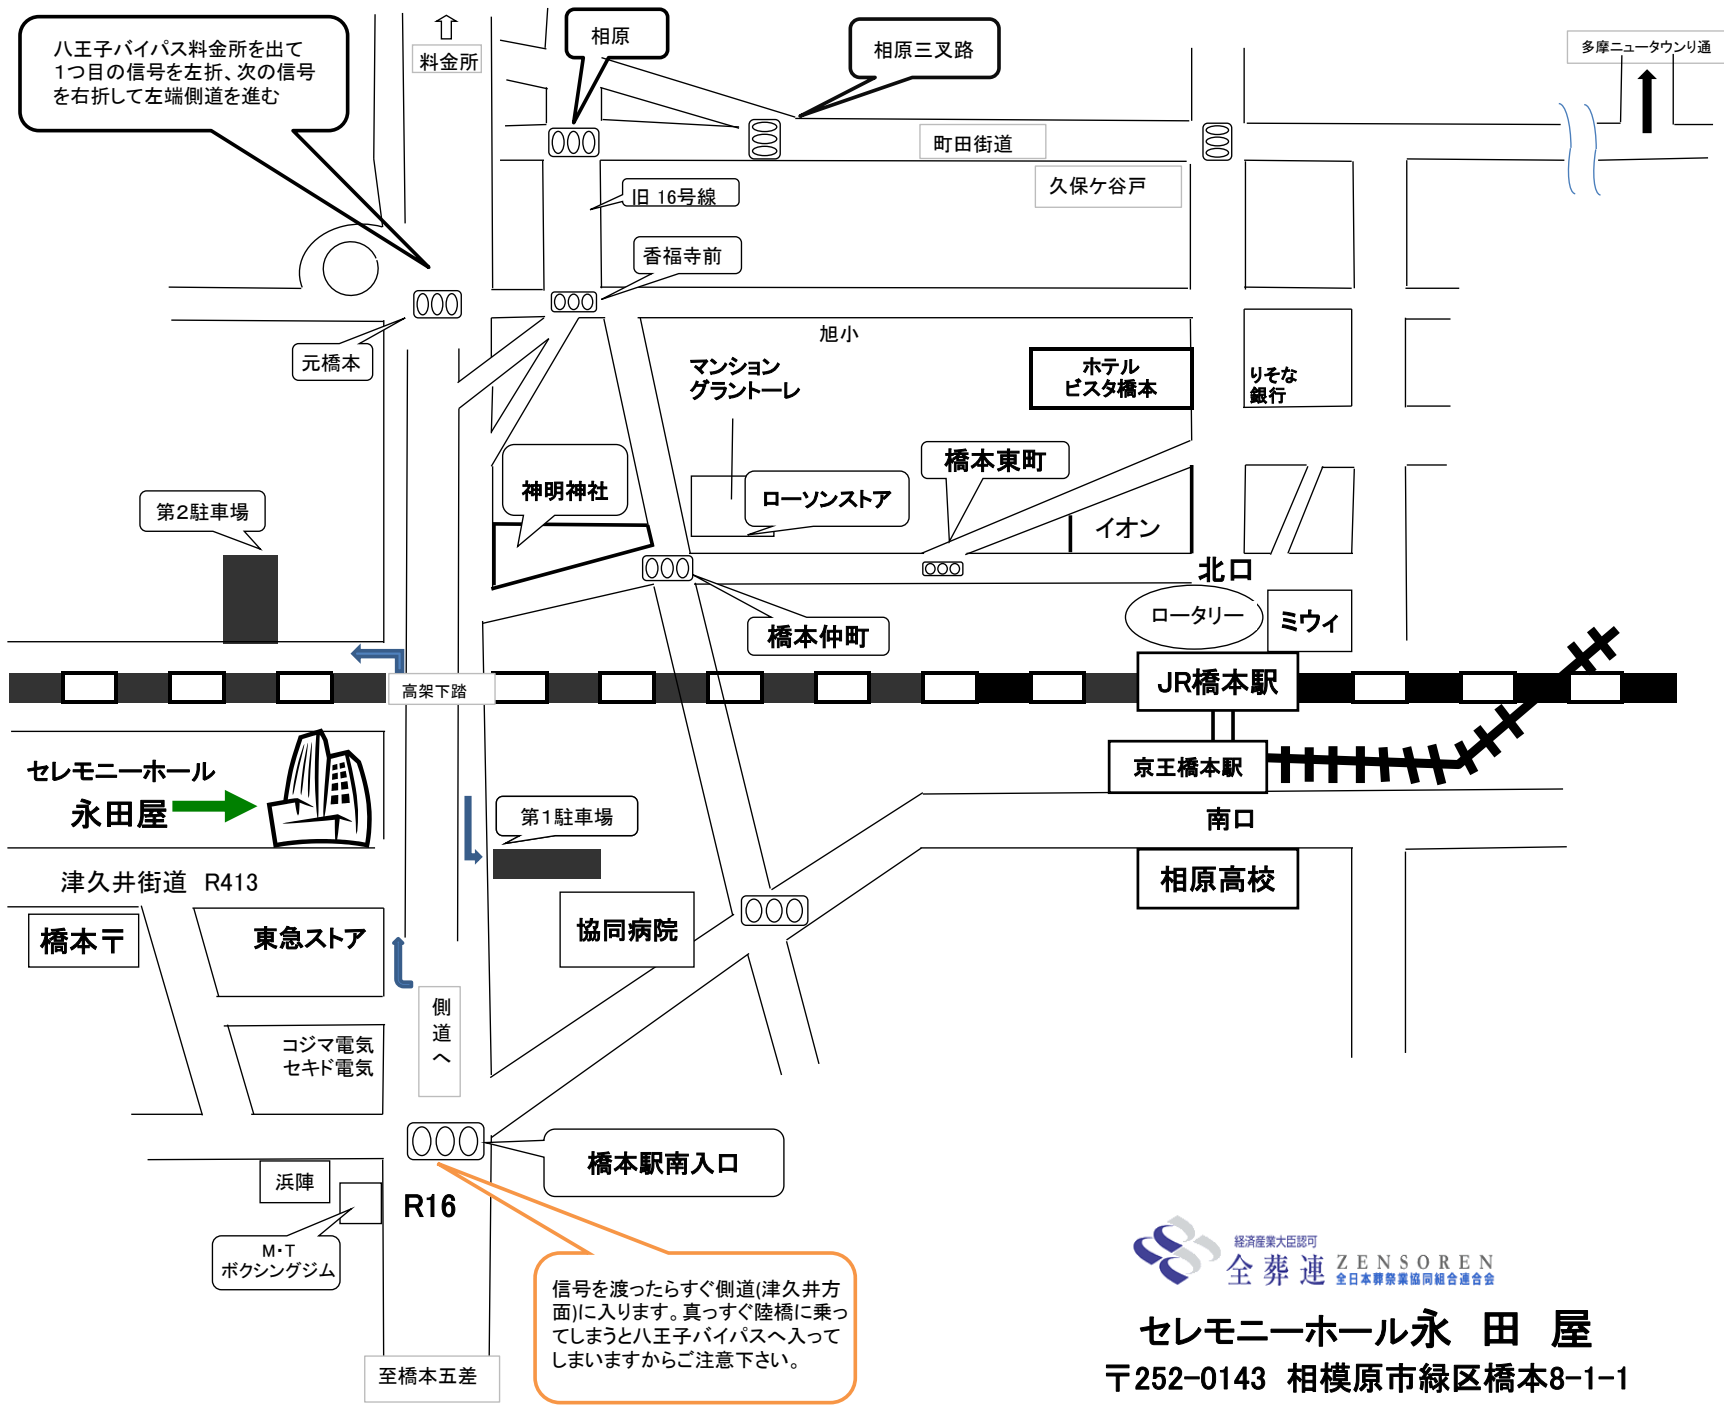 八王子バイパス料金所を出て
１つ目の信号を左折、次の信号
を右折して左端側道を進む
料金所
相原
相原三叉路
多摩ニュータウンり通
町田街道
久保ケ谷戸
旧 16号線
香福寺前
元橋本
旭小
マンション
グラントーレ
ホテル
ビスタ橋本
りそな
銀行
橋本東町
神明神社
ローソンストア
イオン
第２駐車場
北口
ロータリー
ミウィ
橋本仲町
高架下踏
JR橋本駅
京王橋本駅
セレモニーホール
永田屋
第１駐車場
南口
相原高校
津久井街道 R413
橋本〒
東急ストア
協同病院
側
道
へ
コジマ電気
セキド電気
橋本駅南入口
浜陣
R16
M・T
ボクシングジム
信号を渡ったらすぐ側道(津久井方
面)に入ります。真っすぐ陸橋に乗っ
てしまうと八王子バイパスへ入って
しまいますからご注意下さい。
至橋本五差
経済産業大臣認可
全葬連 ZENSOREN
全日本葬祭業協同組合連合会
セレモニーホール永 田 屋
〒252-0143 相模原市緑区橋本8-1-1